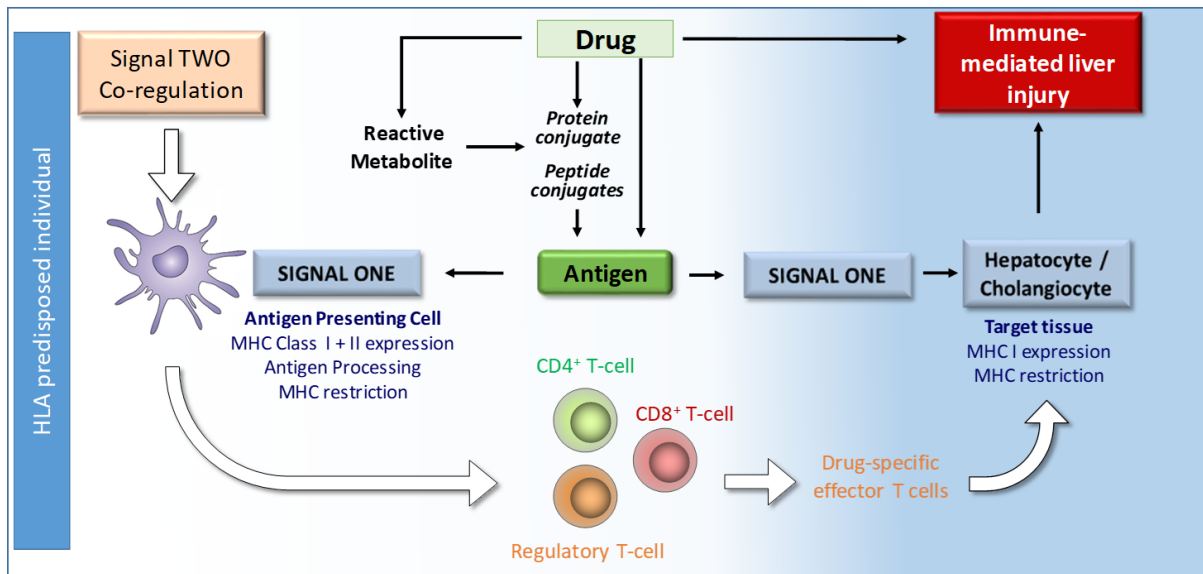 HLA predisposed individual
Signal TWO
Co-regulation
Drug
Immune-
mediated liver
injury
Reactive
Metabolite
Protein
conjugate
Peptide
conjugates
SIGNAL ONE
Antigen
SIGNAL ONE
Hepatocyte /
Cholangiocyte
Antigen Presenting Cell
MHC Class I + II expression
Antigen Processing
MHC restriction
Target tissue
MHC I expression
MHC restriction
CD4⁺ T-cell
CD8⁺ T-cell
Regulatory T-cell
Drug-specific
effector T cells